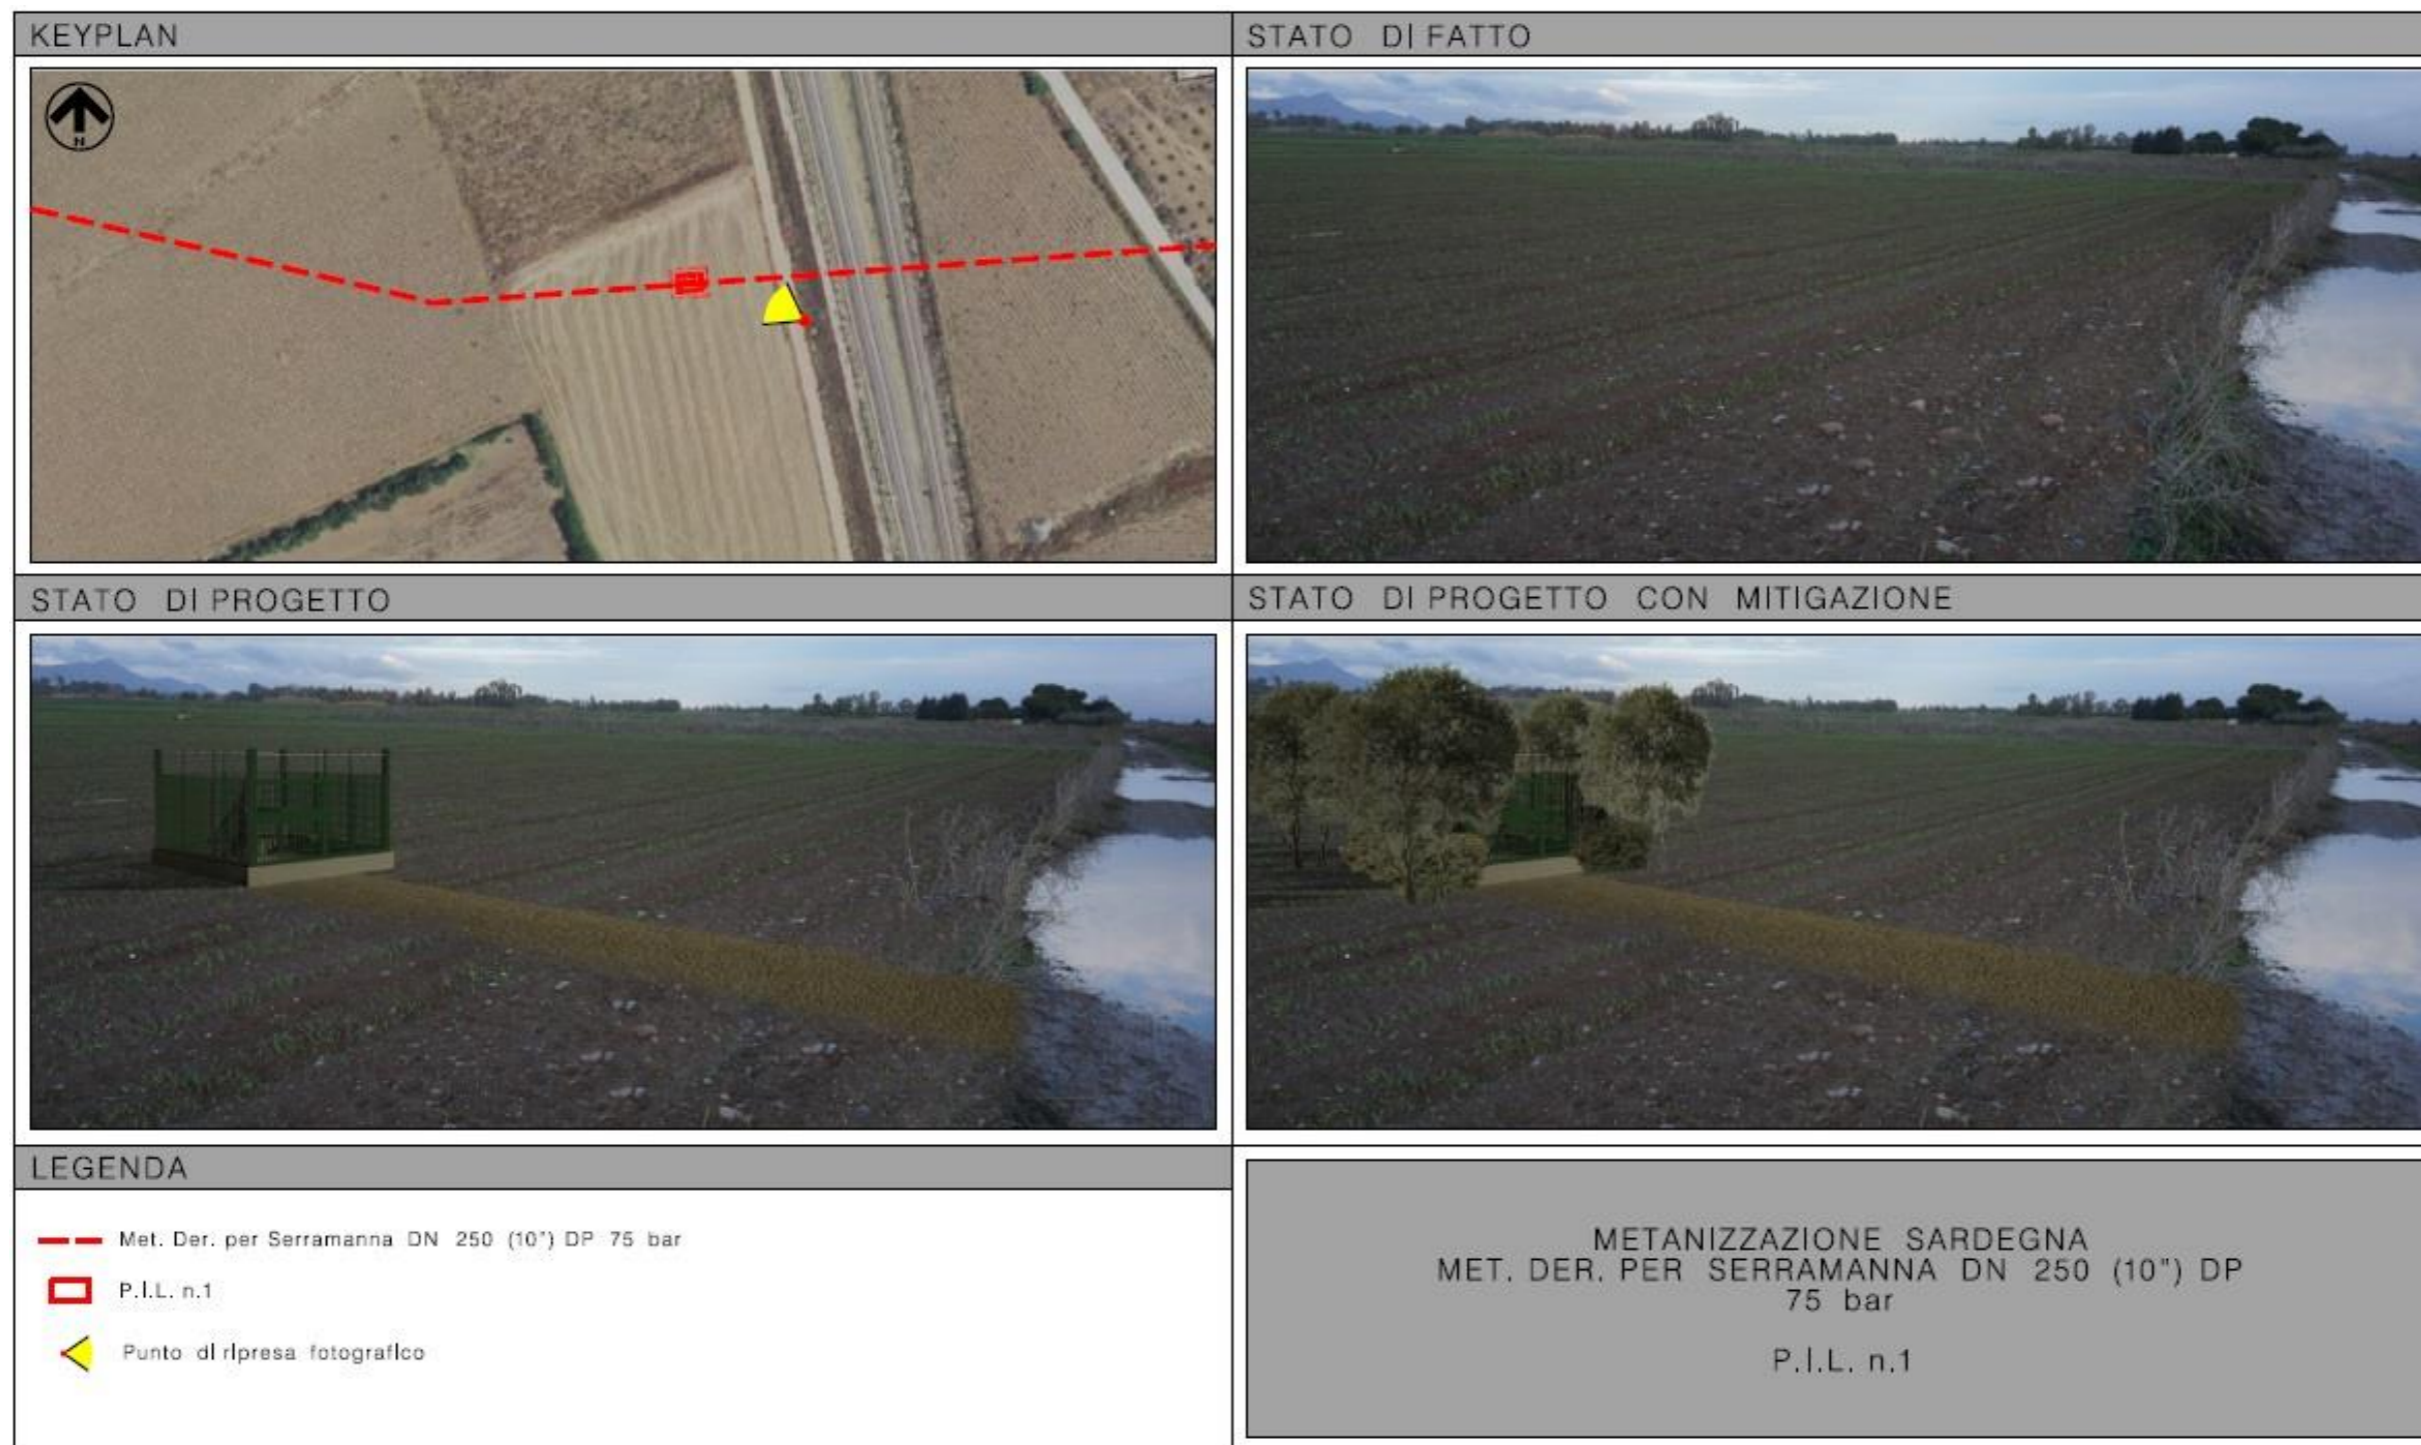 KEYPLAN
STATO DI FATTO
N
STATO DI PROGETTO
STATO DI PROGETTO CON MITIGAZIONE
LEGENDA
Met. Der. per Serramanna DN 250 (10") DP 75 bar
P.I.L. n.1
Punto di ripresa fotografico
METANIZZAZIONE SARDEGNA
MET. DER. PER SERRAMANNA DN 250 (10") DP
75 bar
P.I.L. n.1